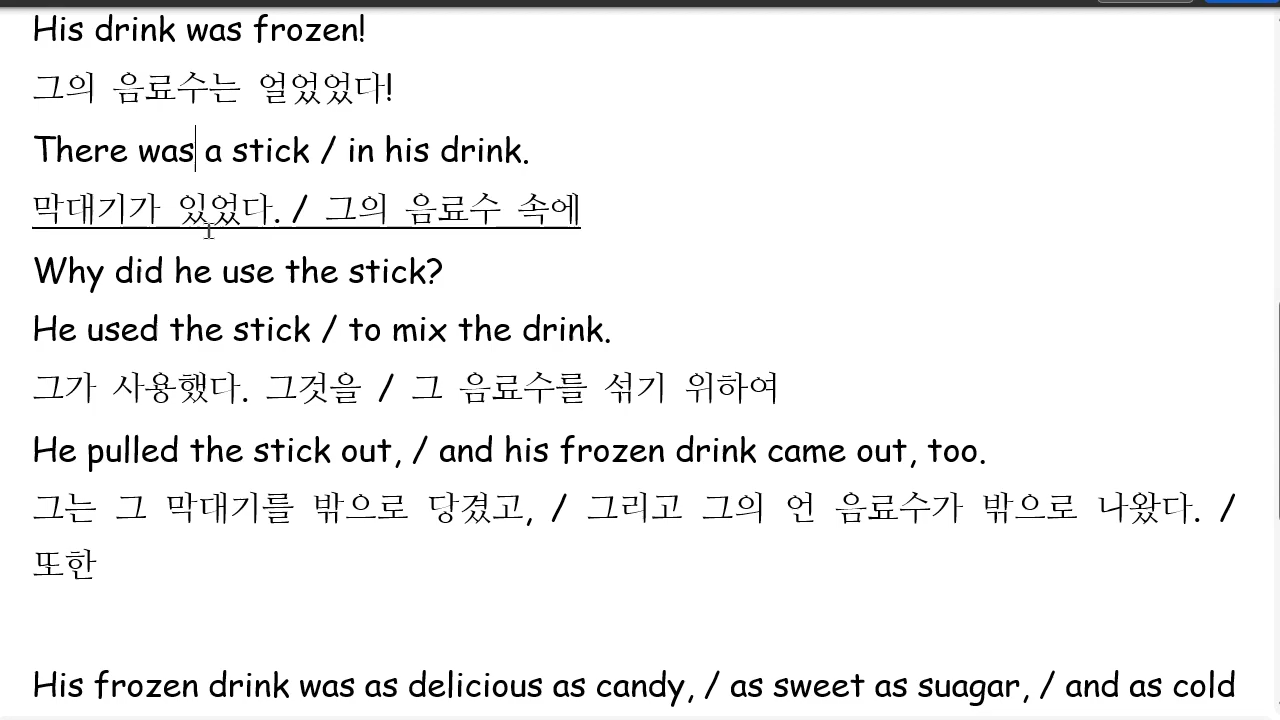 His drink was frozen!
그의 음료수는 얼었었다!
There was a stick / in his drink.
막대기가 있었다. / 그의 음료수 속에
Why did he use the stick?
He used the stick / to mix the drink.
그가 사용했다. 그것을 / 그 음료수를 섞기 위하여
He pulled the stick out, / and his frozen drink came out, too.
그는 그 막대기를 밖으로 당겼고, / 그리고 그의 언 음료수가 밖으로 나왔다. /
또한
His frozen drink was as delicious as candy, / as sweet as suagar, / and as cold